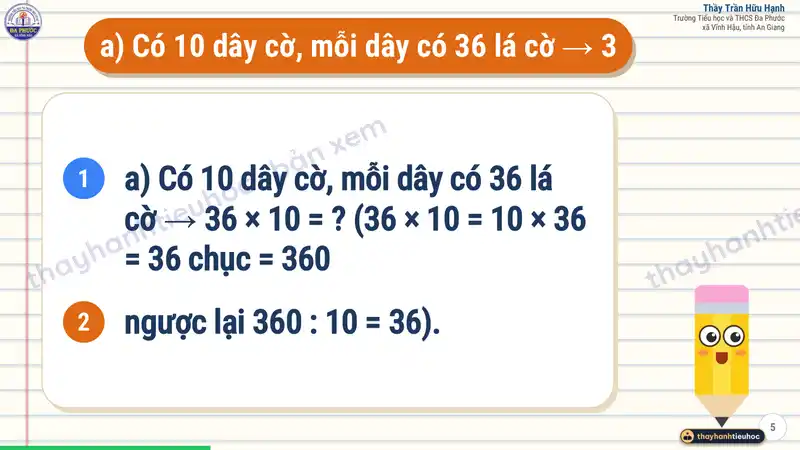 Thầy Trần Hữu Hạnh
Trường Tiểu học và THCS Đa Phước
xã Vĩnh Hậu, tỉnh An Giang
ĐA PHƯỚC
a) Có 10 dây cờ, mỗi dây có 36 lá cờ → 3
1 a) Có 10 dây cờ, mỗi dây có 36 lá
cờ → 36 × 10 = ? (36 × 10 = 10 × 36
= 36 chục = 360
2 ngược lại 360 : 10 = 36).
5
thayhanhtieuhoc